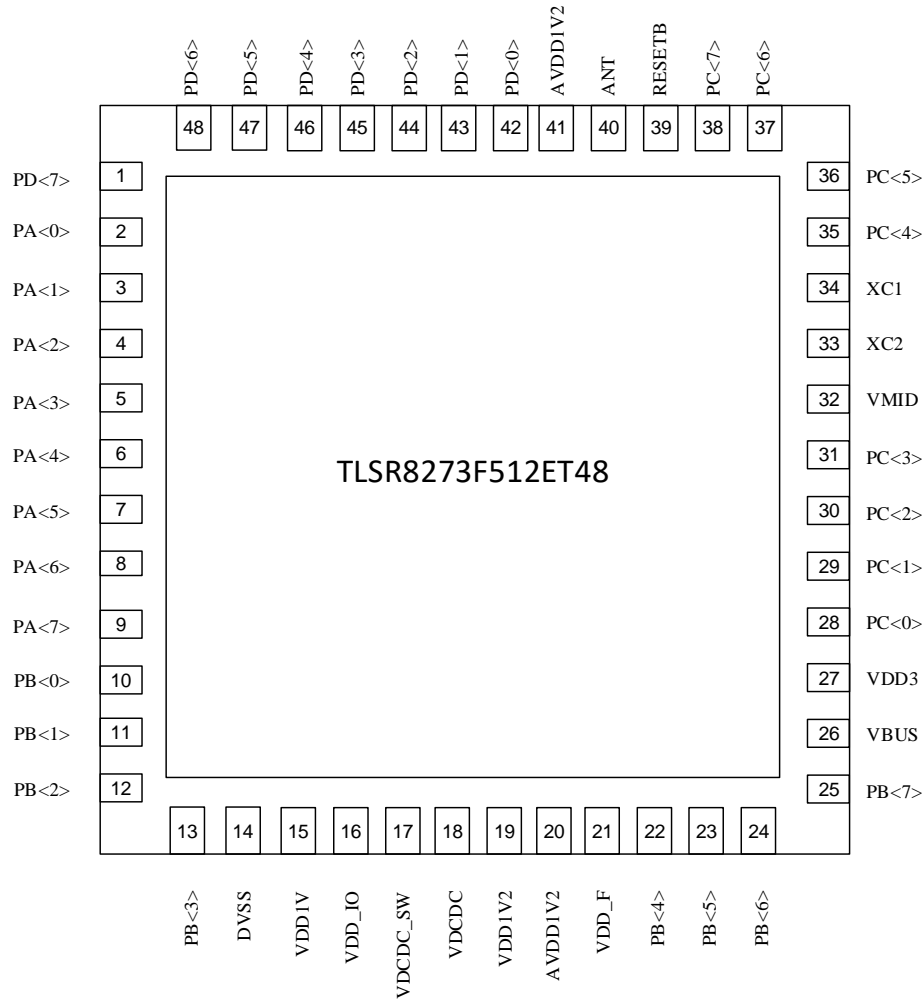 PD<6> PD<5> PD<4> PD<3> PD<2> PD<1> PD<0> AVDD1V2 ANT RESETB PC<7> PC<6>
48 47 46 45 44 43 42 41 40 39 38 37
PD<7> 1 36 PC<5>
PA<0> 2 35 PC<4>
PA<1> 3 34 XC1
PA<2> 4 33 XC2
PA<3> 5 32 VMID
PA<4> 6 31 PC<3>
TLSR8273F512ET48
PA<5> 7 30 PC<2>
PA<6> 8 29 PC<1>
PA<7> 9 28 PC<0>
PB<0> 10 27 VDD3
PB<1> 11 26 VBUS
PB<2> 12 25 PB<7>
13 14 15 16 17 18 19 20 21 22 23 24
PB<3> DVSS VDD1V VDD_IO VDCDC_SW VDCDC VDD1V2 AVDD1V2 VDD_F PB<4> PB<5> PB<6>